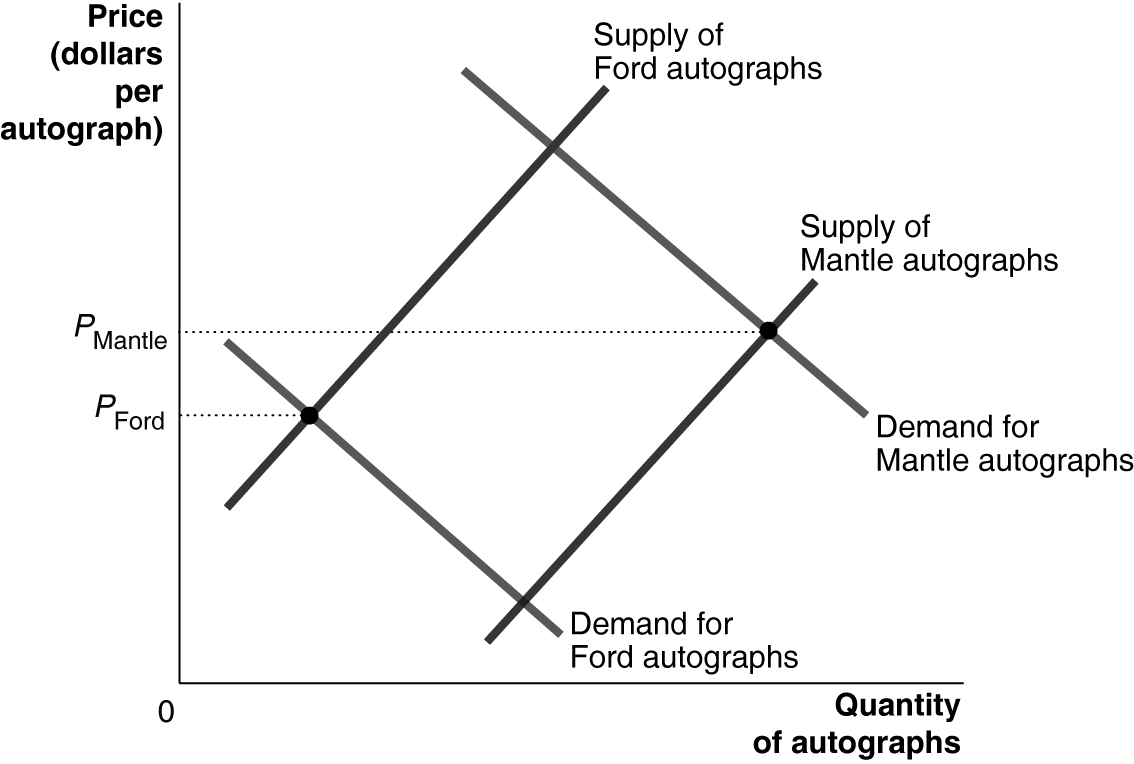 Price
(dollars
per
autograph)
Supply of
Ford autographs
Supply of
Mantle autographs
PMantle
PFord
Demand for
Mantle autographs
Demand for
Ford autographs
0
Quantity
of autographs